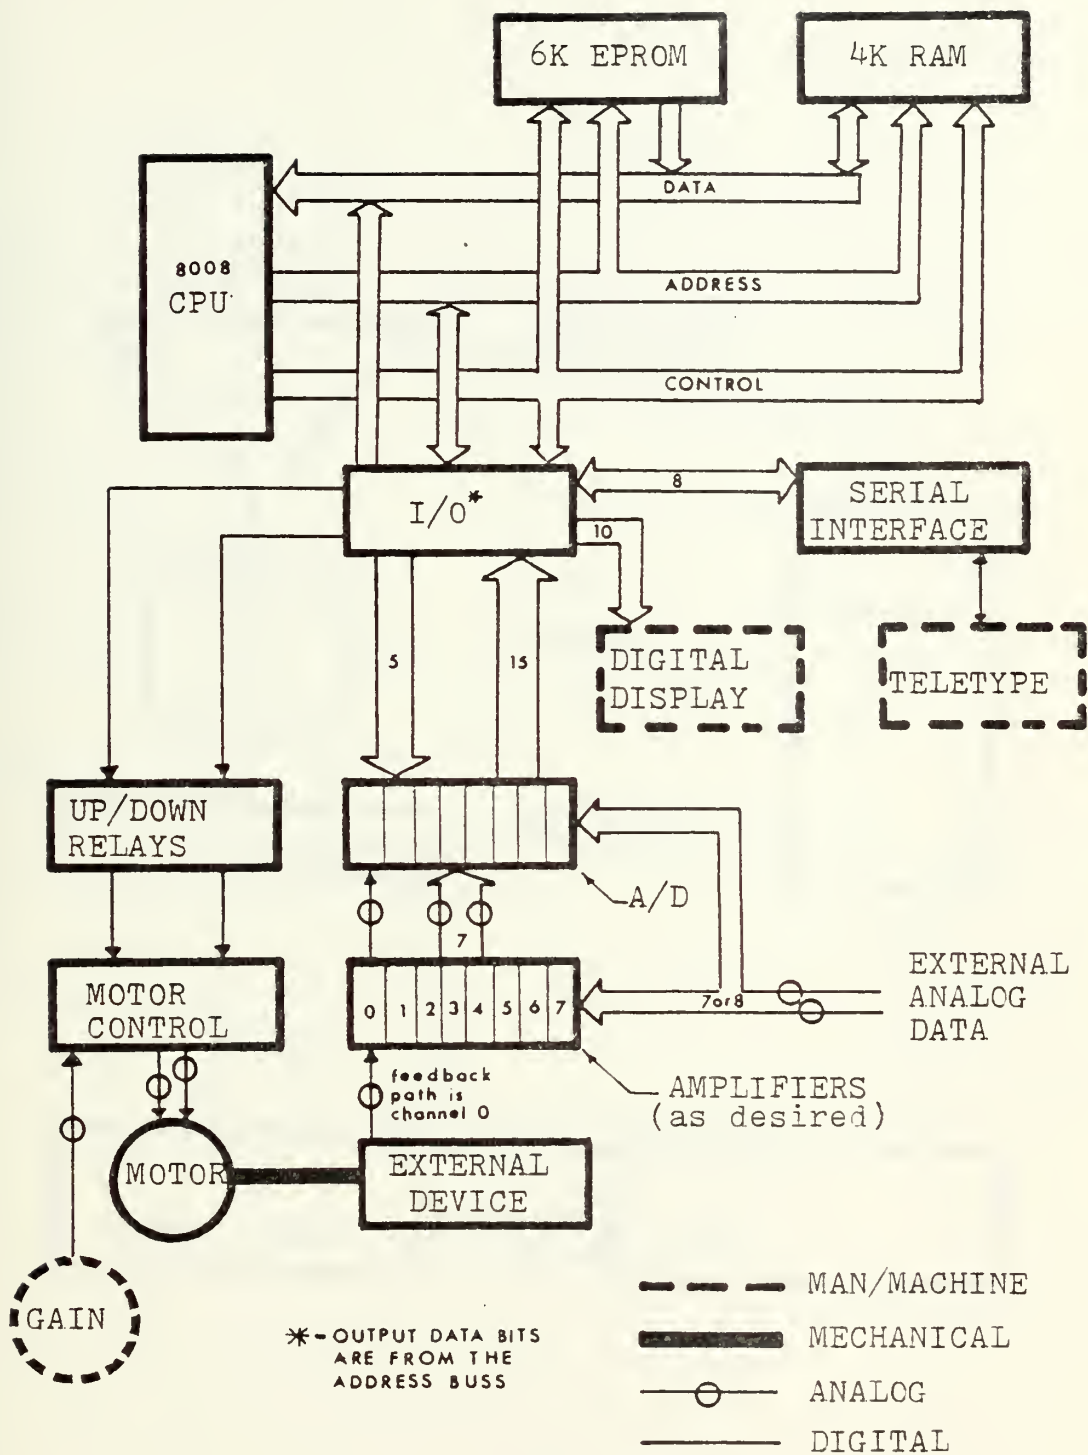 6K EPROM
4K RAM
DATA
8008
CPU
ADDRESS
CONTROL
I/O*
8
SERIAL
INTERFACE
10
5
15
DIGITAL
DISPLAY
TELETYPE
UP/DOWN
RELAYS
A/D
7
MOTOR
CONTROL
0 1 2 3 4 5 6 7
7or8
EXTERNAL
ANALOG
DATA
feedback
path is
channel 0
AMPLIFIERS
(as desired)
MOTOR
EXTERNAL
DEVICE
GAIN
*- OUTPUT DATA BITS
ARE FROM THE
ADDRESS BUSS
MAN/MACHINE
MECHANICAL
ANALOG
DIGITAL